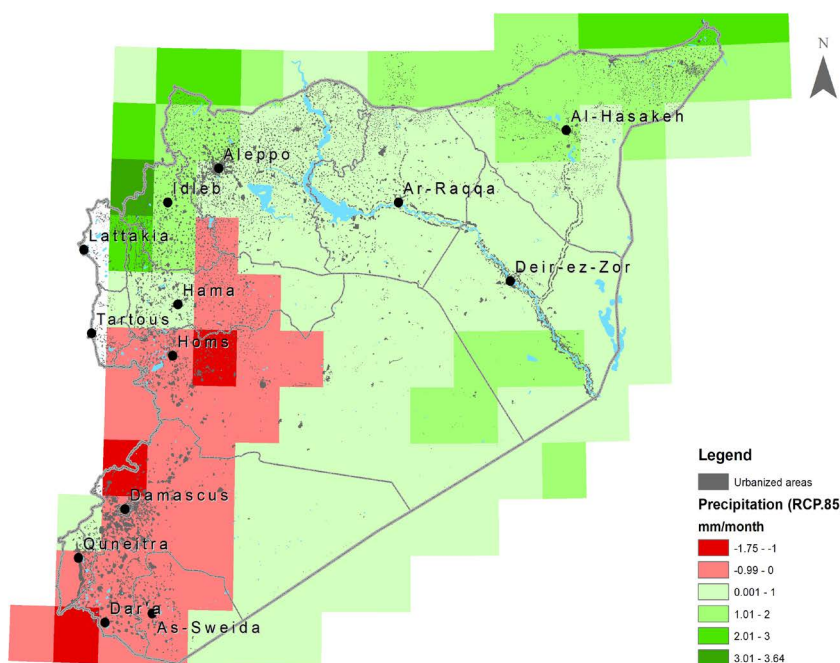 N
Al-Hasakeh
Aleppo
Idleb
Ar-Raqqa
Lattakia
Deir-ez-Zor
Hama
Tartous
Homs
Damascus
Quneitra
Dar'a
As-Sweida
Legend
Urbanized areas
Precipitation (RCP.85
mm/month
-1.75 - -1
-0.99 - 0
0.001 - 1
1.01 - 2
2.01 - 3
3.01 - 3.64